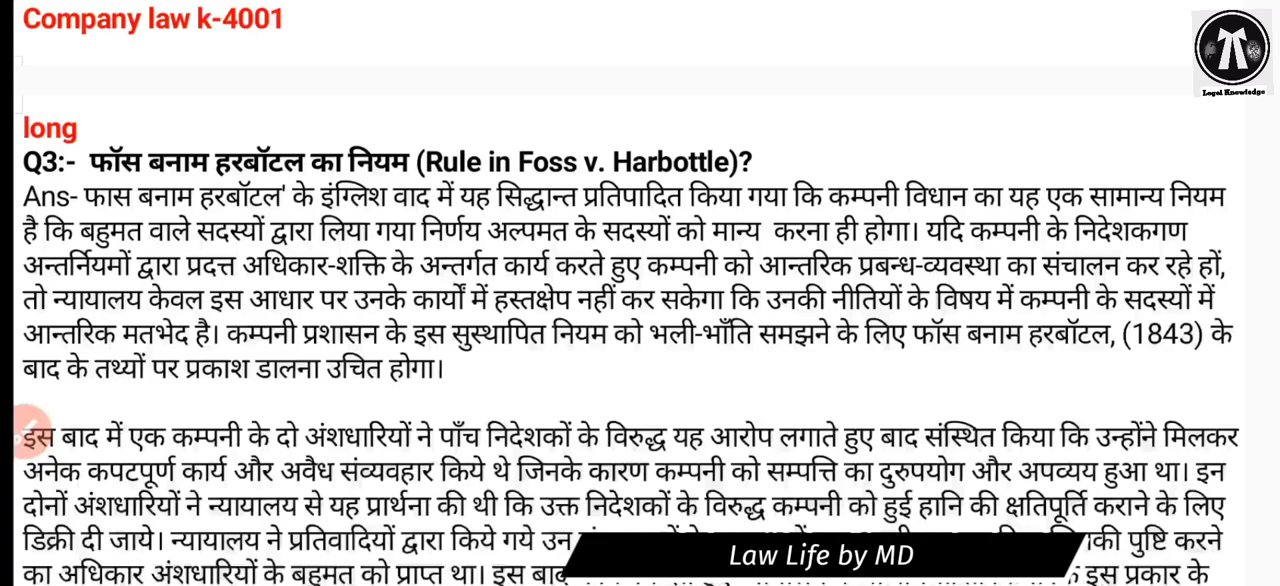 Company law k-4001
Legal Knowledge
long
Q3:- फॉस बनाम हरबॉटल का नियम (Rule in Foss v. Harbottle)?
Ans- फास बनाम हरबॉटल' के इंग्लिश वाद में यह सिद्धान्त प्रतिपादित किया गया कि कम्पनी विधान का यह एक सामान्य नियम
है कि बहुमत वाले सदस्यों द्वारा लिया गया निर्णय अल्पमत के सदस्यों को मान्य करना ही होगा। यदि कम्पनी के निदेशकगण
अन्तर्नियमों द्वारा प्रदत्त अधिकार-शक्ति के अन्तर्गत कार्य करते हुए कम्पनी को आन्तरिक प्रबन्ध-व्यवस्था का संचालन कर रहे हों,
तो न्यायालय केवल इस आधार पर उनके कार्यों में हस्तक्षेप नहीं कर सकेगा कि उनकी नीतियों के विषय में कम्पनी के सदस्यों में
आन्तरिक मतभेद है। कम्पनी प्रशासन के इस सुस्थापित नियम को भली-भाँति समझने के लिए फॉस बनाम हरबॉटल, (1843) के
बाद के तथ्यों पर प्रकाश डालना उचित होगा।
इस बाद में एक कम्पनी के दो अंशधारियों ने पाँच निदेशकों के विरुद्ध यह आरोप लगाते हुए बाद संस्थित किया कि उन्होंने मिलकर
अनेक कपटपूर्ण कार्य और अवैध संव्यवहार किये थे जिनके कारण कम्पनी को सम्पत्ति का दुरुपयोग और अपव्यय हुआ था। इन
दोनों अंशधारियों ने न्यायालय से यह प्रार्थना की थी कि उक्त निदेशकों के विरुद्ध कम्पनी को हुई हानि की क्षतिपूर्ति कराने के लिए
डिक्री दी जाये। न्यायालय ने प्रतिवादियों द्वारा किये गये उन की पुष्टि करने
का अधिकार अंशधारियों के बहुमत को प्राप्त था। इस बाद इस प्रकार के
Law Life by MD